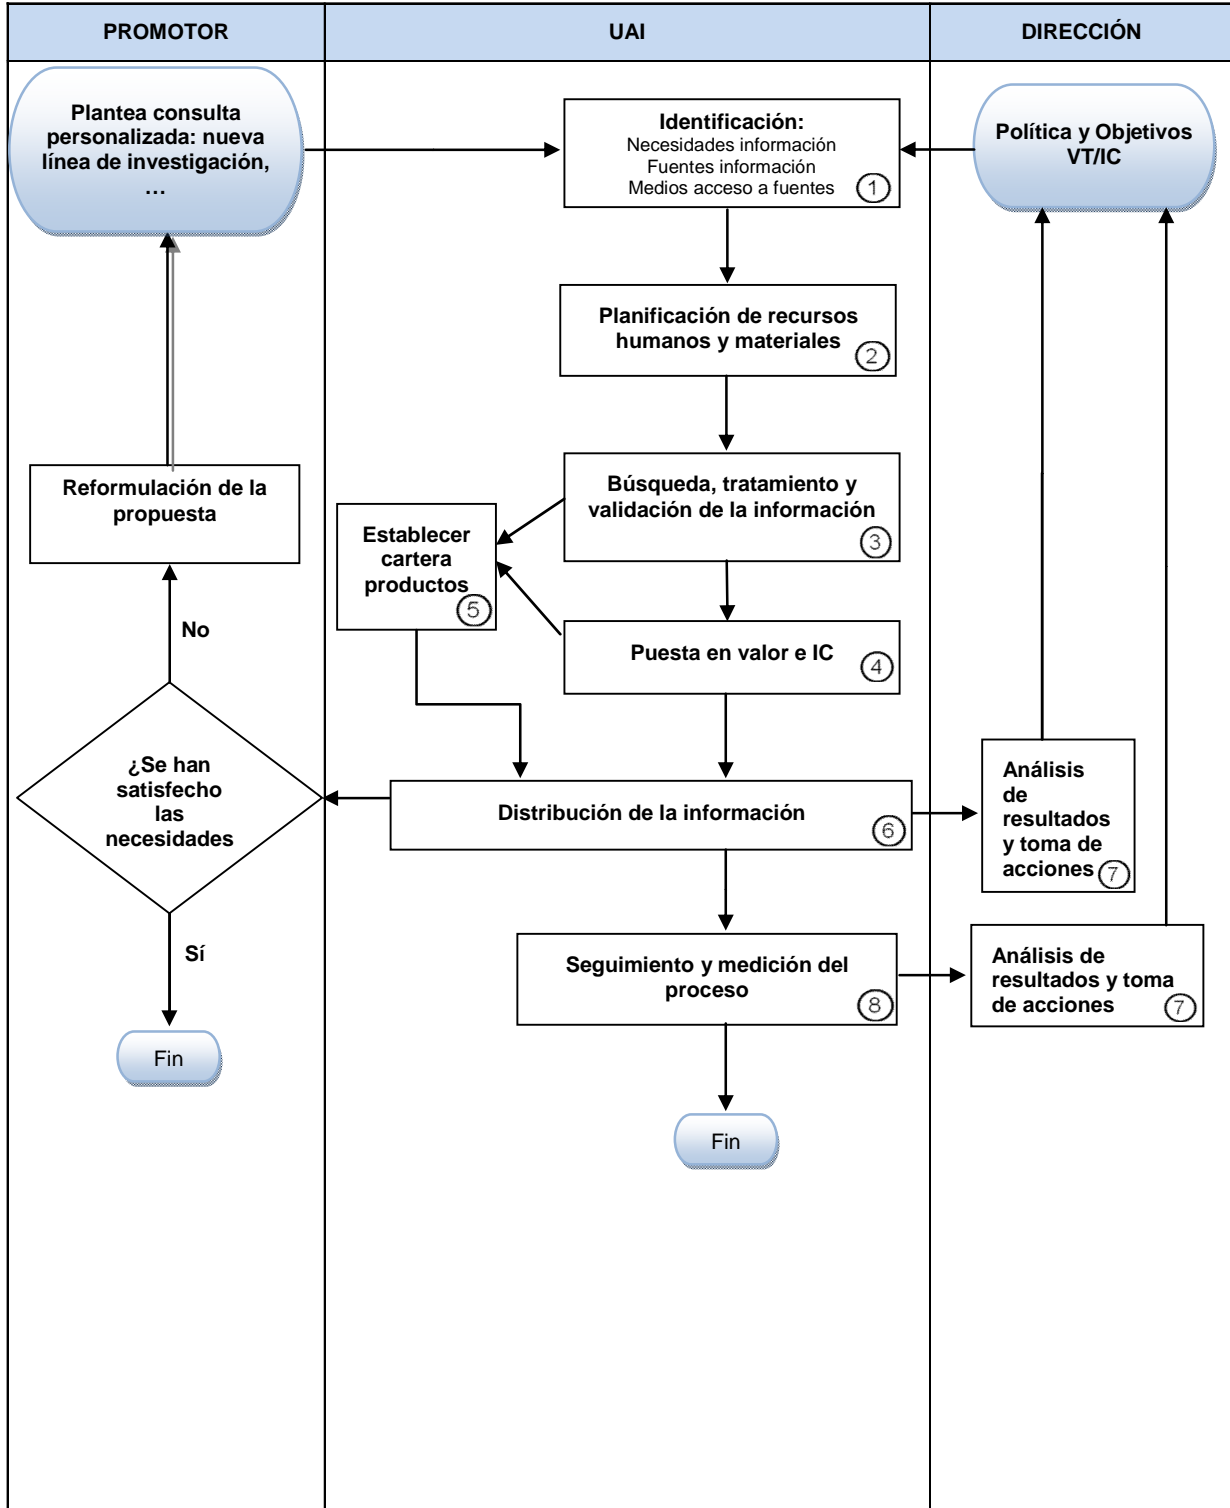 PROMOTOR
UAI
DIRECCIÓN
Plantea consulta
personalizada: nueva
línea de investigación,
…
Identificación:
Necesidades información
Fuentes información
Medios acceso a fuentes
1
Política y Objetivos
VT/IC
Planificación de recursos
humanos y materiales
2
Reformulación de la
propuesta
Búsqueda, tratamiento y
validación de la información
3
Establecer
cartera
productos
5
No
Puesta en valor e IC
4
¿Se han
satisfecho
las
necesidades
Distribución de la información
6
Análisis
de
resultados
y toma de
acciones
7
Sí
Seguimiento y medición del
proceso
8
Análisis de
resultados y toma
de acciones
7
Fin
Fin